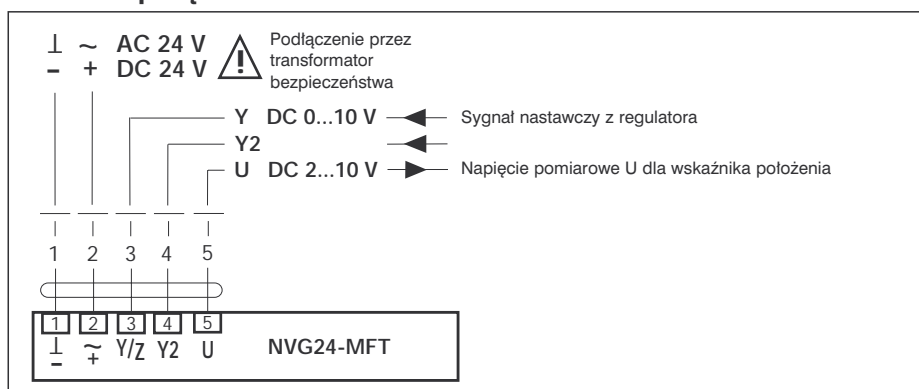 ⊥ ~ AC 24 V
– + DC 24 V
Podłączenie przez
transformator
bezpieczeństwa
Y DC 0...10 V Sygnał nastawczy z regulatora
Y2
U DC 2...10 V Napięcie pomiarowe U dla wskaźnika położenia
1 2 3 4 5
1 2 3 4 5
⊥ ~ Y/Z Y2 U NVG24-MFT
– +